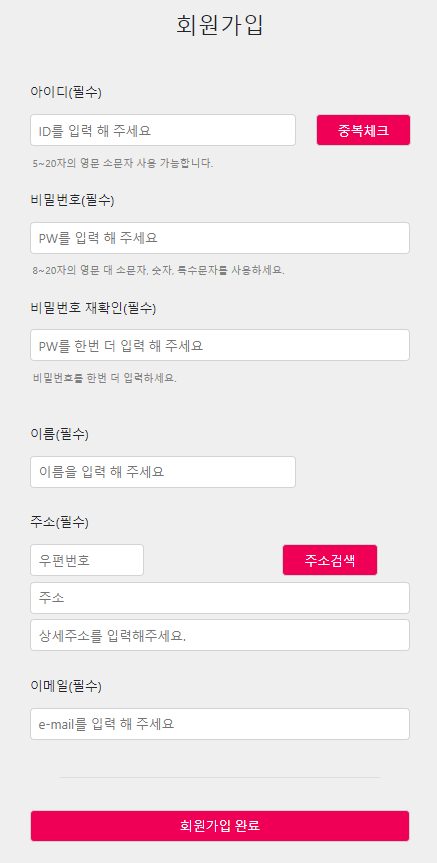 회원가입
아이디(필수)
ID를 입력 해 주세요
중복체크
5~20자의 영문 소문자 사용 가능합니다.
비밀번호(필수)
PW를 입력 해 주세요
8~20자의 영문 대 소문자, 숫자, 특수문자를 사용하세요.
비밀번호 재확인(필수)
PW를 한번 더 입력 해 주세요
비밀번호를 한번 더 입력하세요.
이름(필수)
이름을 입력 해 주세요
주소(필수)
우편번호
주소검색
주소
상세주소를 입력해주세요.
이메일(필수)
e-mail를 입력 해 주세요
회원가입 완료